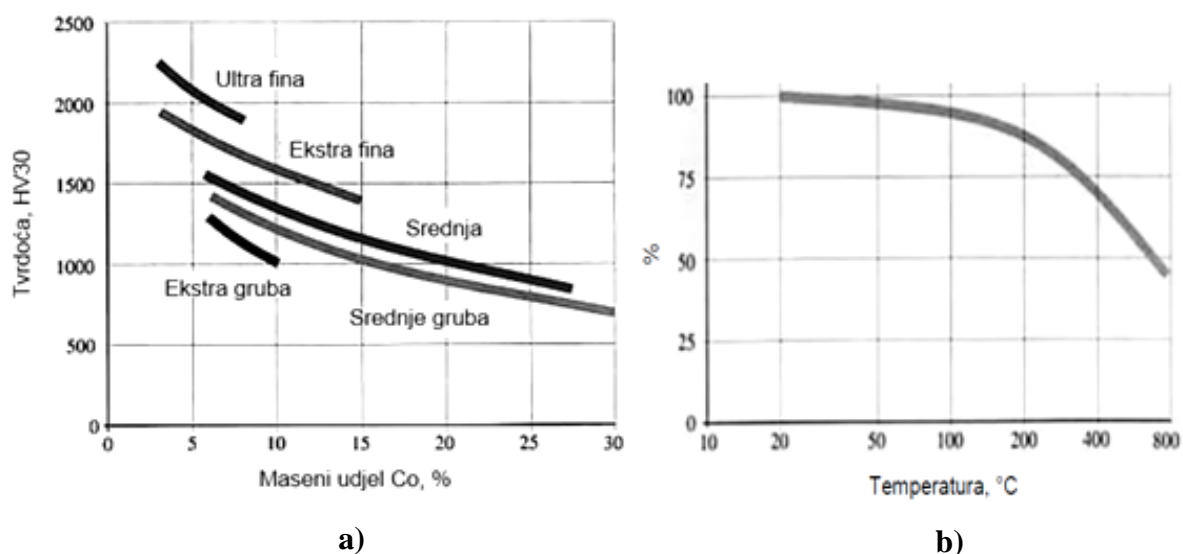 2500
2000
1500
1000
500
0
Tvrdoća, HV30
Ultra fina
Ekstra fina
Srednja
Ekstra gruba
Srednje gruba
0 5 10 15 20 25 30
Maseni udjel Co, %
a)
100
75
50
25
0
%
10 20 50 100 200 400 800
Temperatura, °C
b)